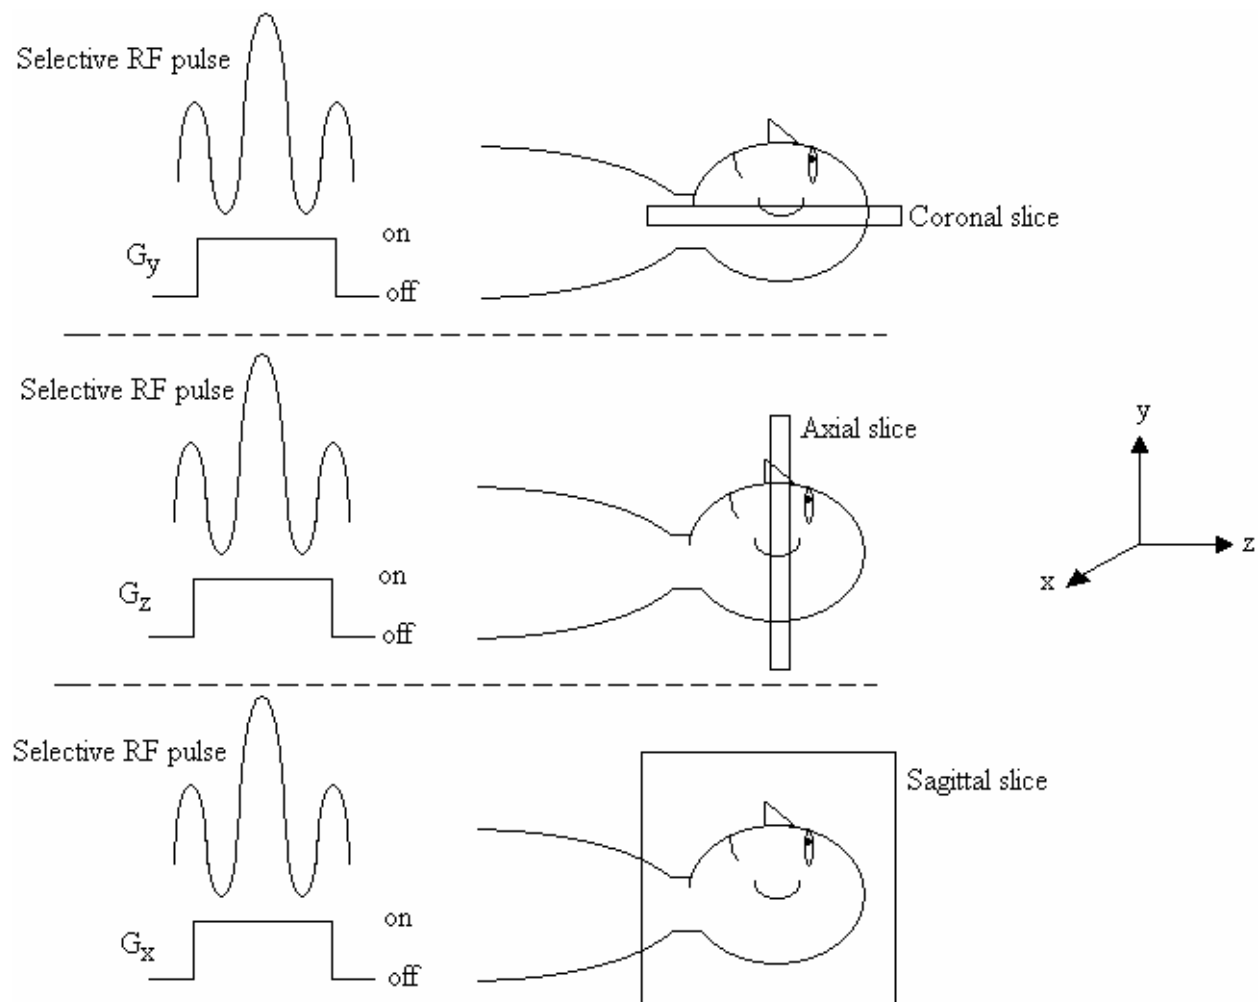 Selective RF pulse
on
Coronal slice
Gy
off
Selective RF pulse
Axial slice
y
on
z
Gz
x
off
Selective RF pulse
Sagittal slice
on
Gx
off